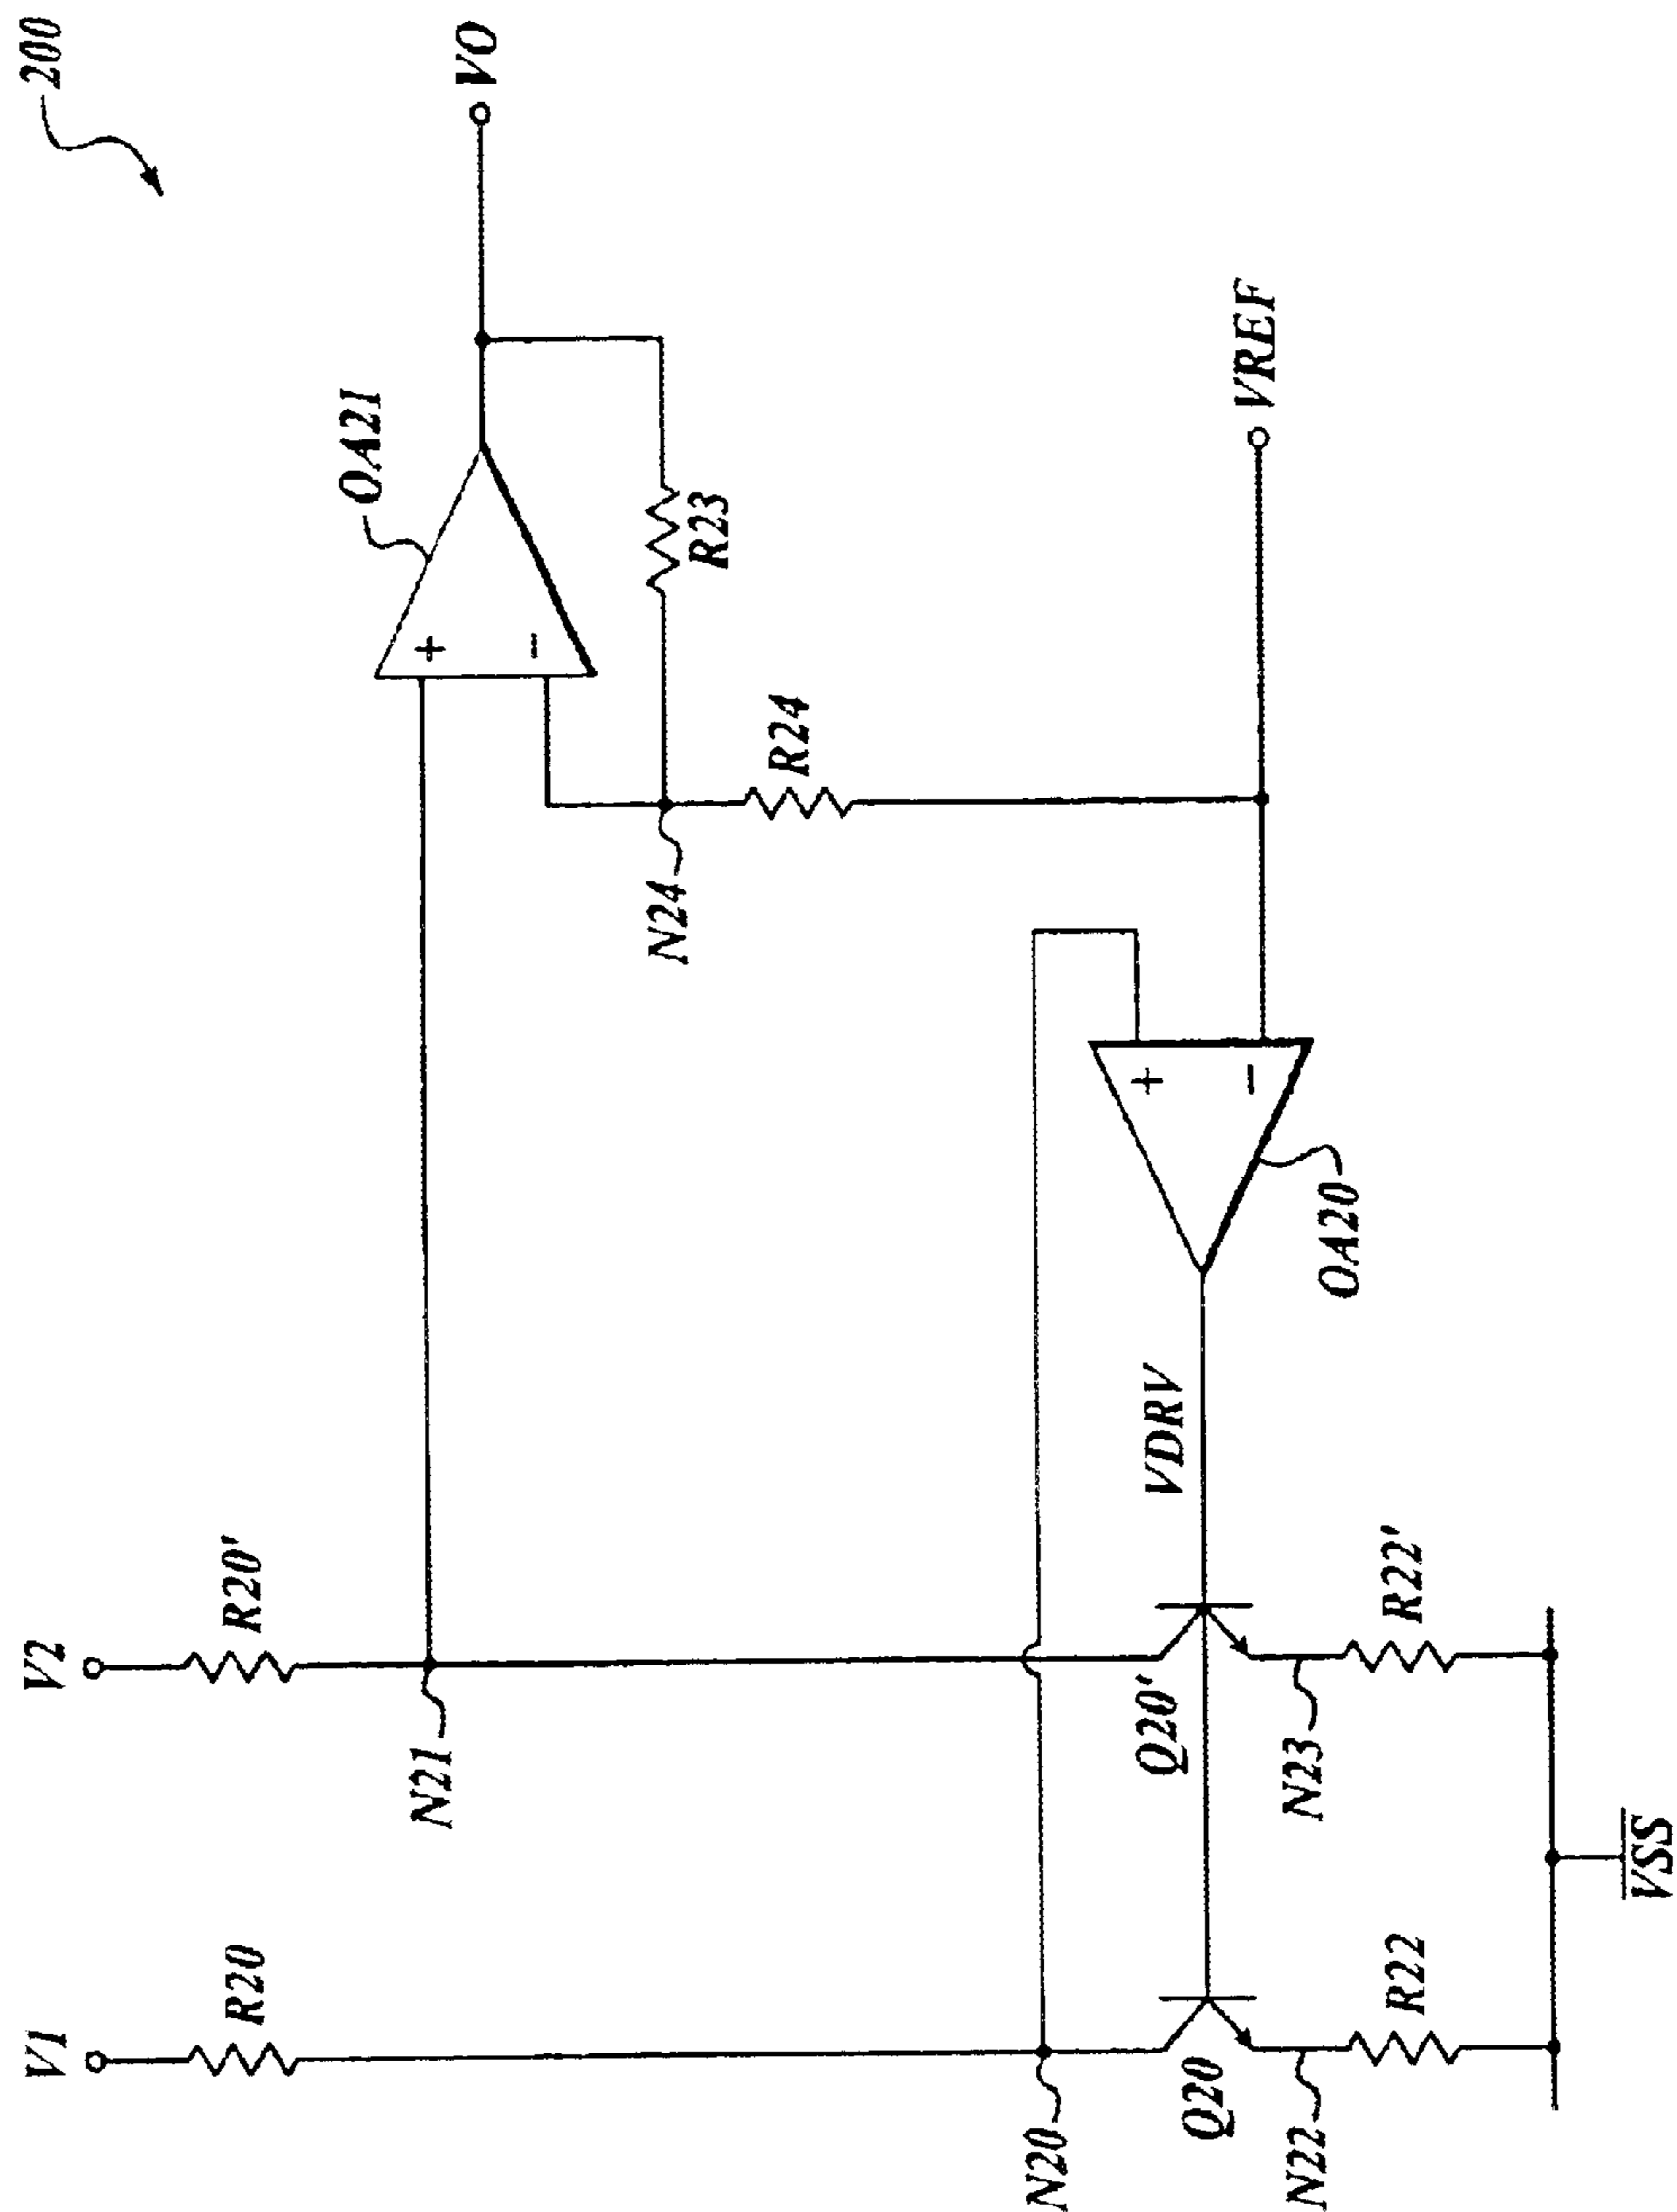 200
V1
V2
R20
R20'
OA21
VO
+
-
N21
R23
N24
R24
N20
VREF
+
-
Q20
Q20'
VDRV
OA20
N22
N23
R22
R22'
VSS